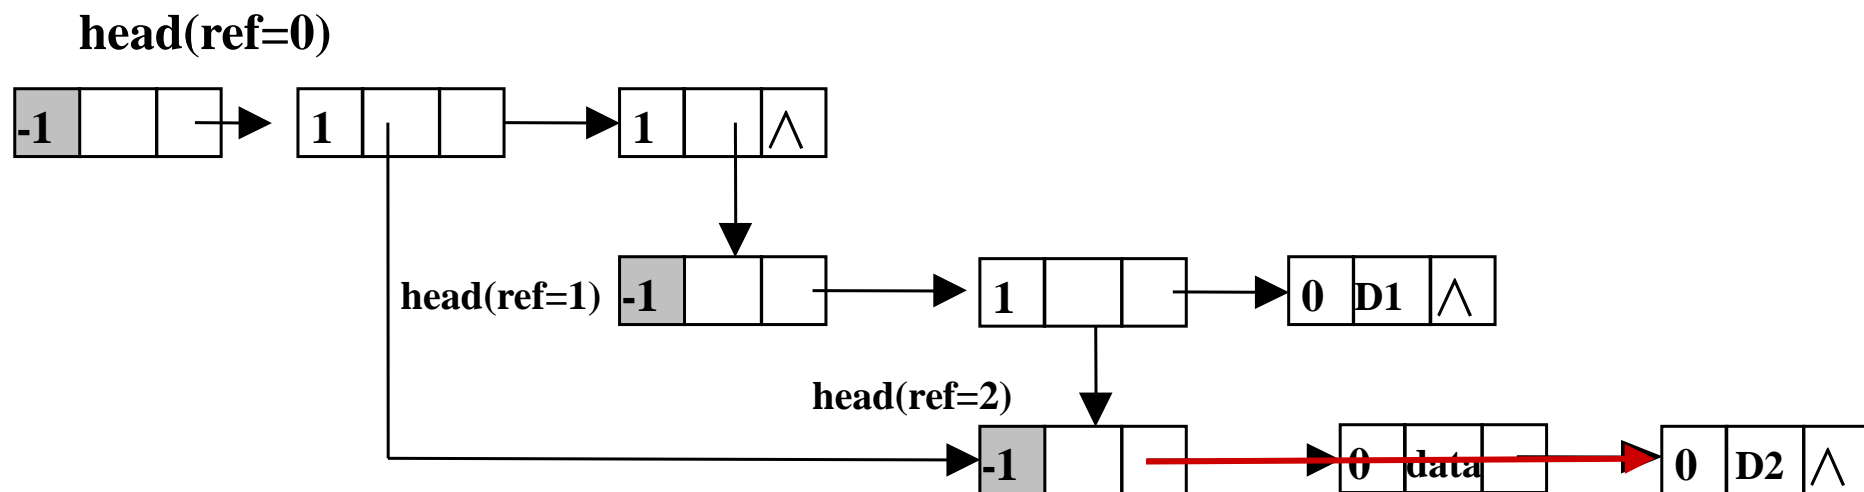 head(ref=0)
-1 1 1 ∧
head(ref=1) -1 1 0 D1 ∧
head(ref=2)
-1 0 data 0 D2 ∧